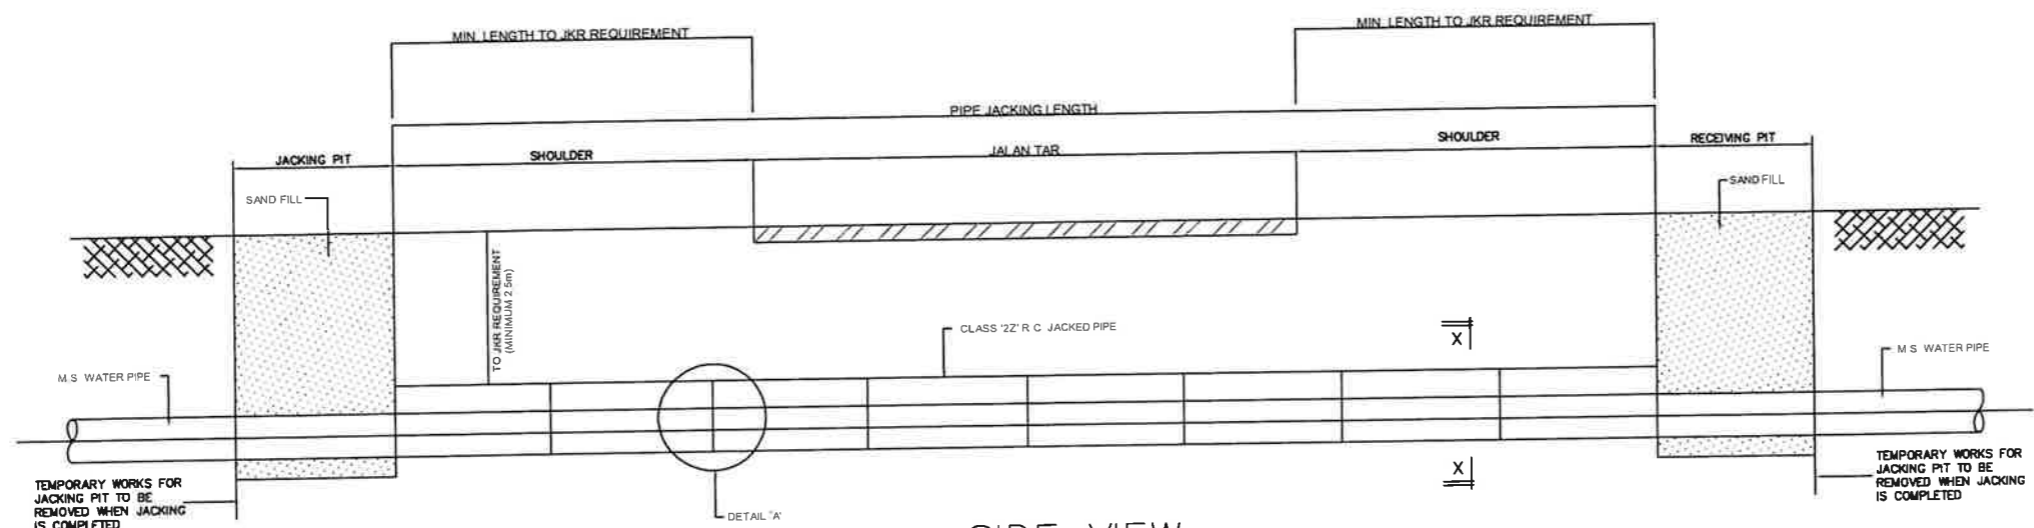 MIN. LENGTH TO JKR REQUIREMENT
MIN. LENGTH TO JKR REQUIREMENT
PIPE JACKING LENGTH
JACKING PIT
SHOULDER
JALAN TAR
SHOULDER
RECEIVING PIT
SAND FILL
SAND FILL
TO JKR REQUIREMENT
(MINIMUM 2.5m)
CLASS '2Z' R C JACKED PIPE
X
M.S WATER PIPE
M.S WATER PIPE
X
TEMPORARY WORKS FOR
JACKING PIT TO BE
REMOVED WHEN JACKING
IS COMPLETED
TEMPORARY WORKS FOR
JACKING PIT TO BE
REMOVED WHEN JACKING
IS COMPLETED
DETAIL 'A'
SIDE VIEW